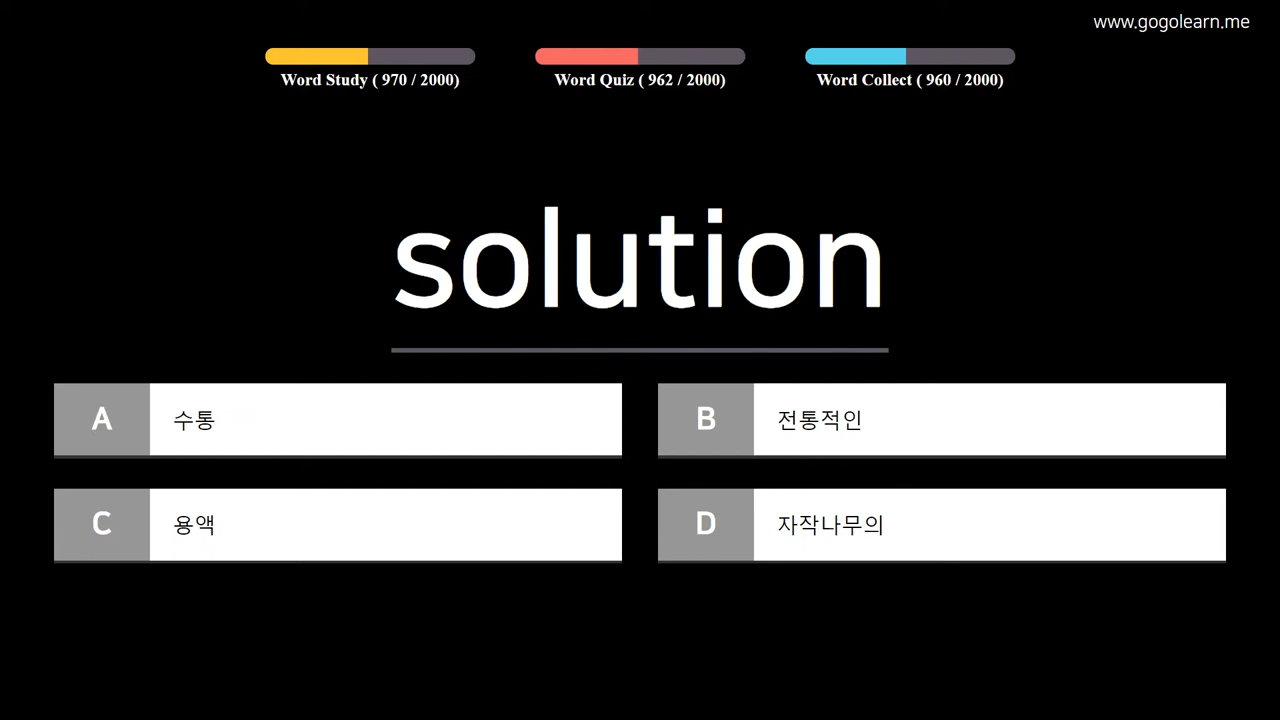 www.gogolearn.me
Word Study ( 970 / 2000)
Word Quiz ( 962 / 2000)
Word Collect ( 960 / 2000)
solution
A 수통
B 전통적인
C 용액
D 자작나무의